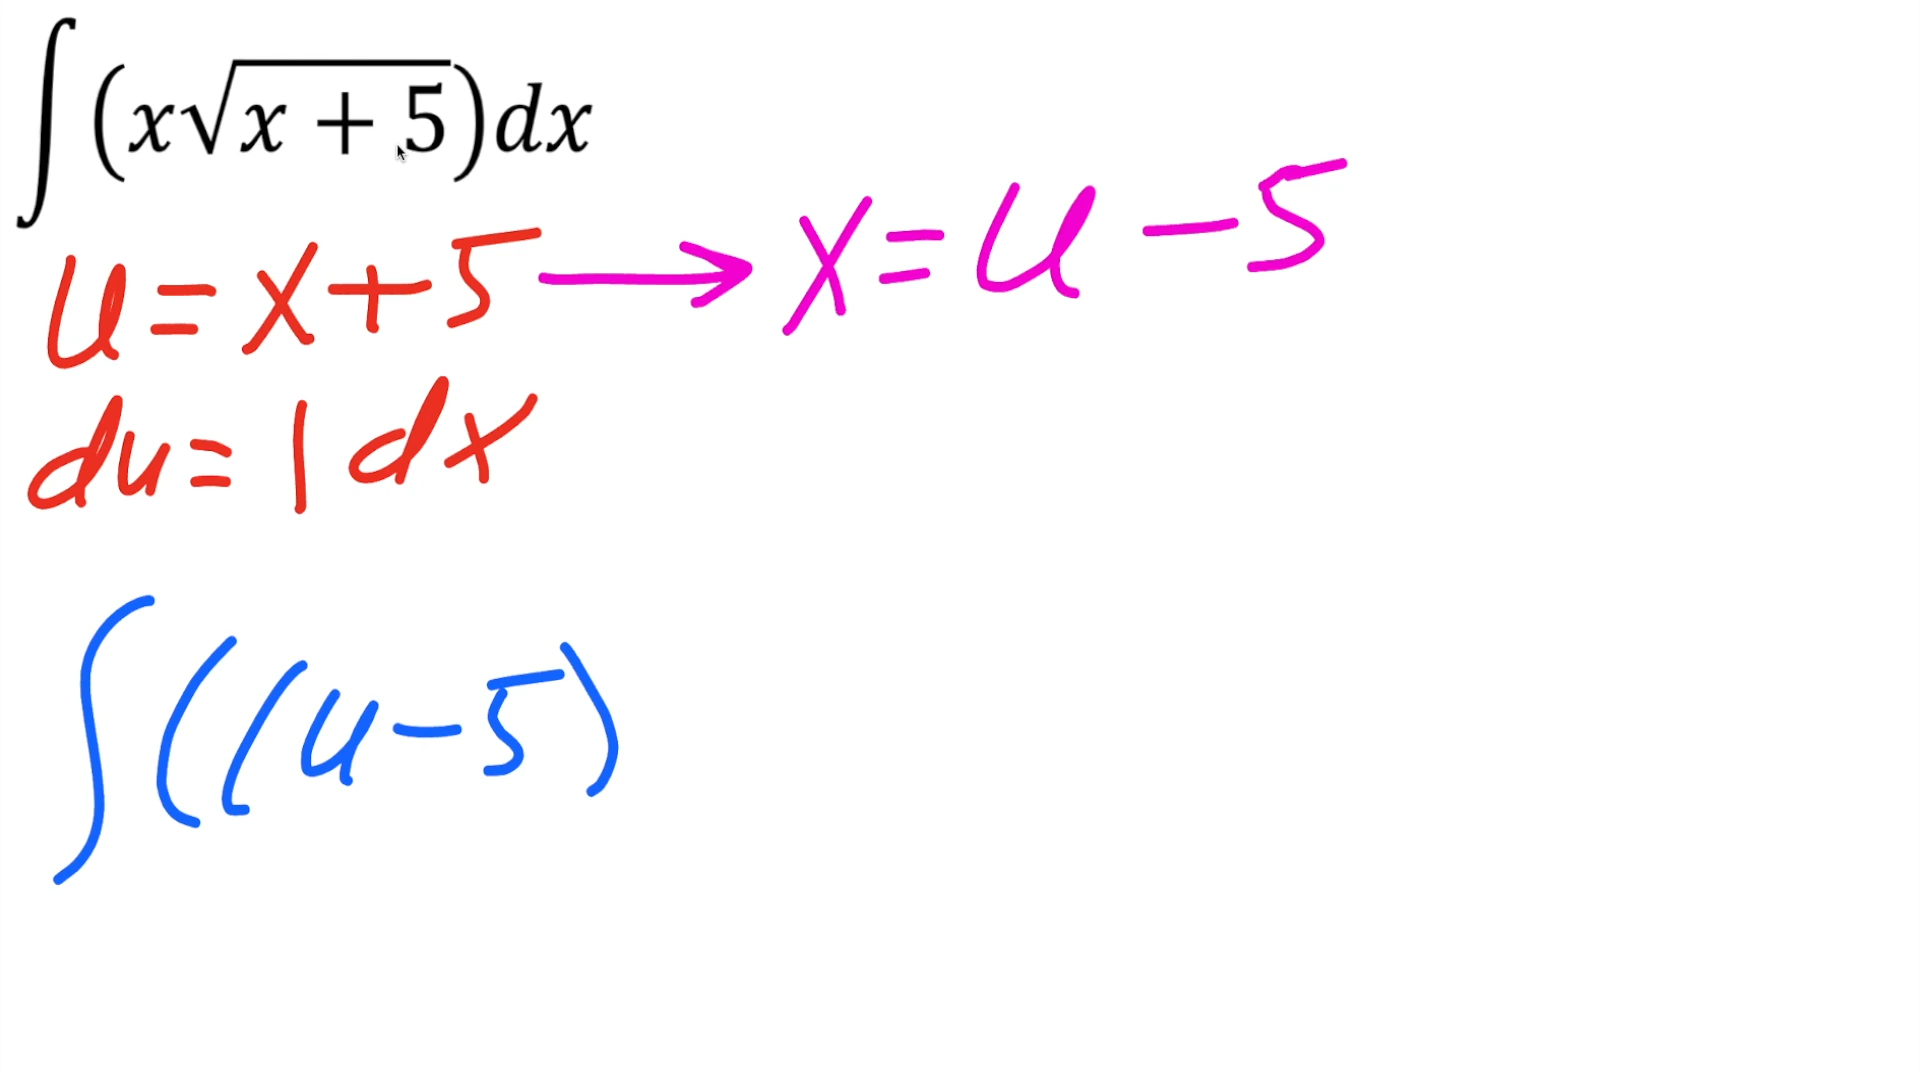 ∫(x√(x + 5))dx
u = x + 5 → x = u - 5
du = 1 dx
∫((u - 5)